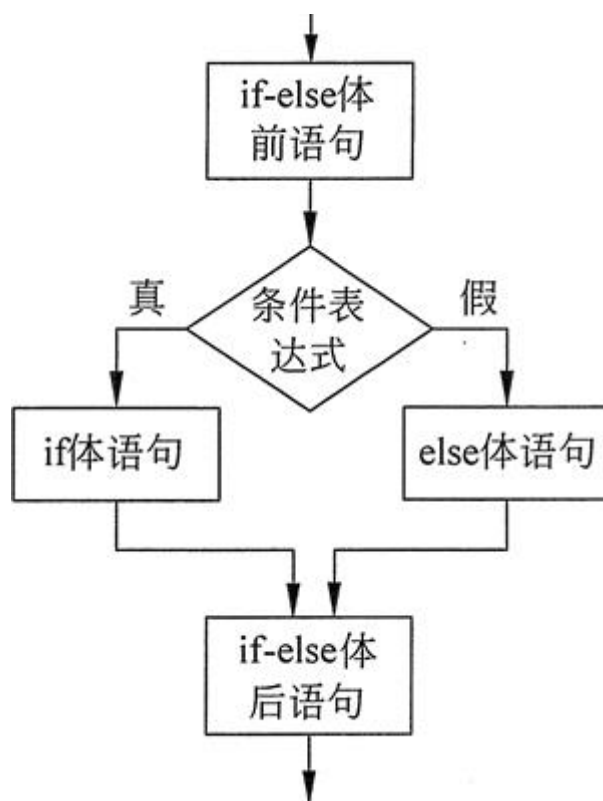 if-else体
前语句
真
条件表
达式
假
if体语句
else体语句
if-else体
后语句